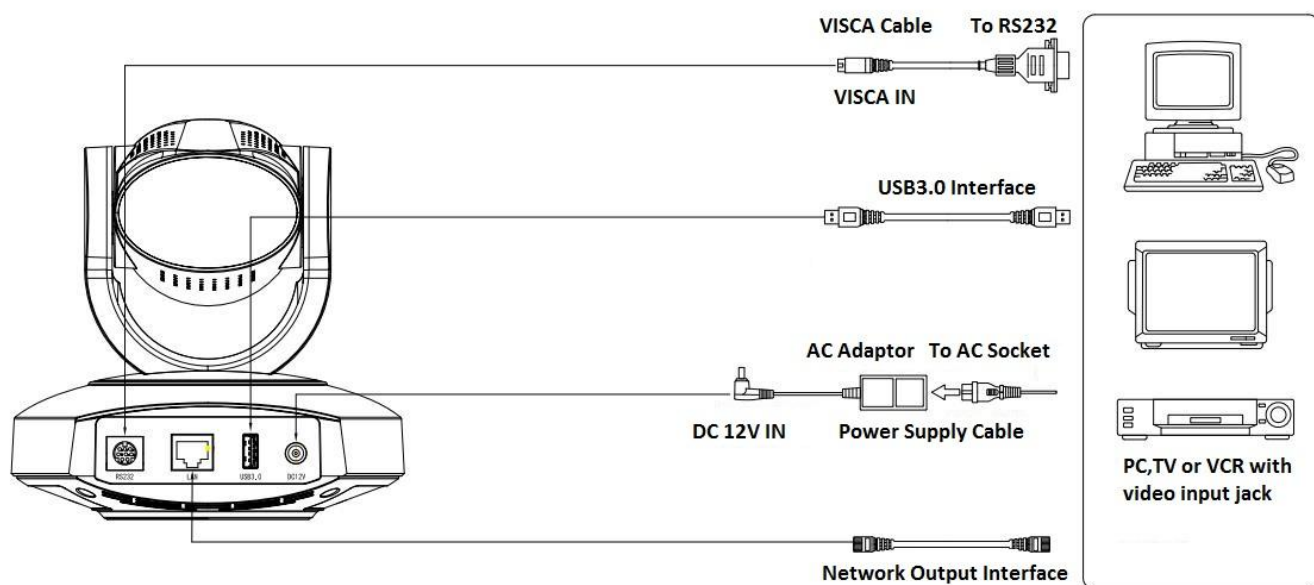 VISCA Cable To RS232
VISCA IN
USB3.0 Interface
AC Adaptor To AC Socket
DC 12V IN Power Supply Cable
RS232 LAN USB3.0 DC12V
Network Output Interface
PC,TV or VCR with
video input jack